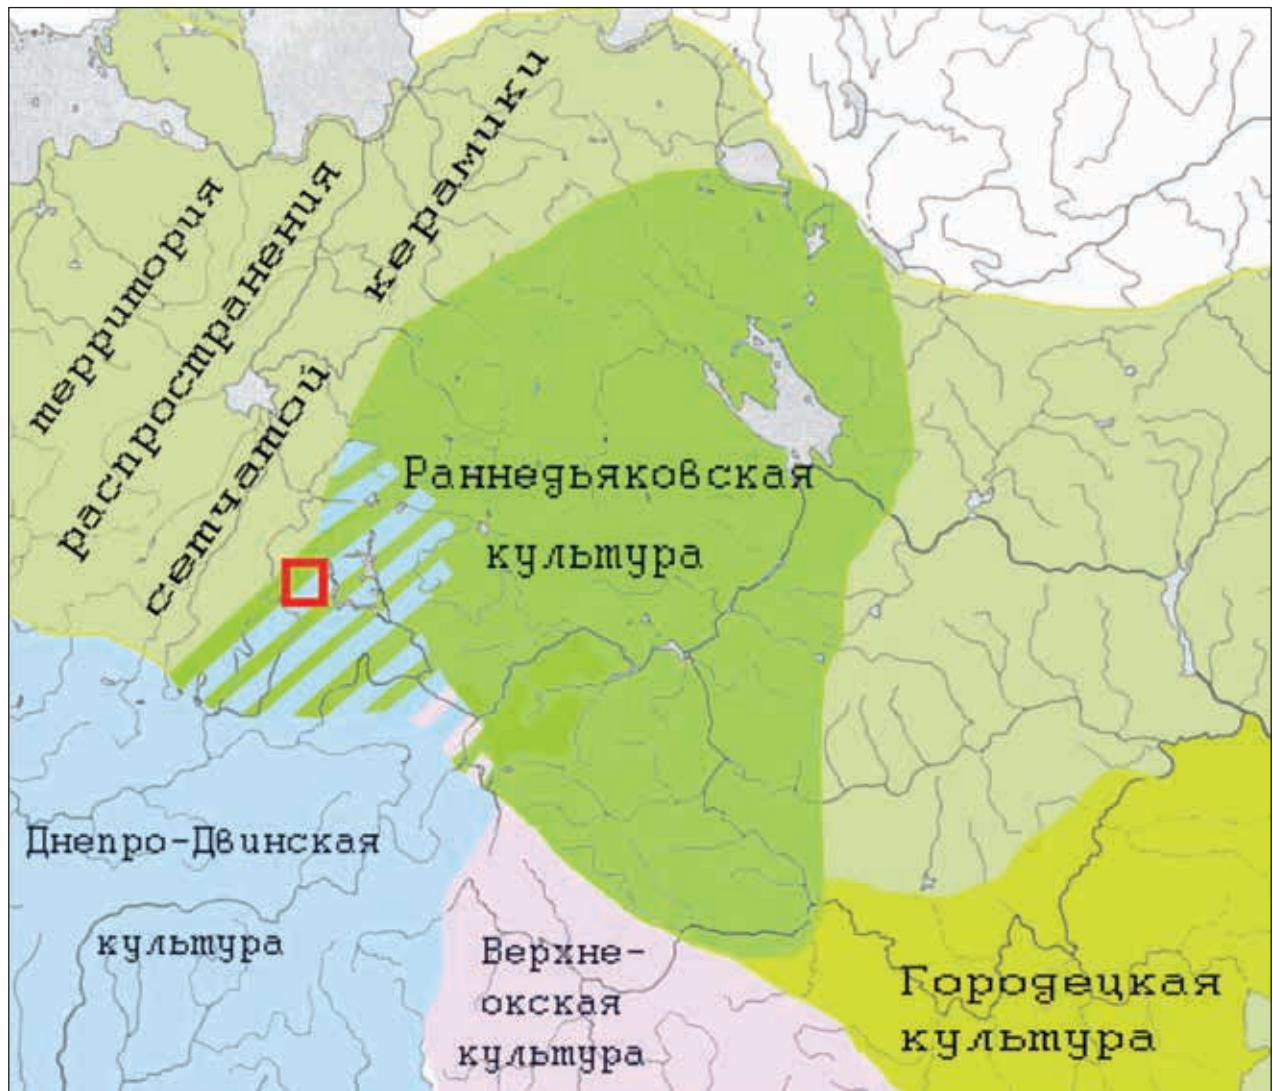 территория
распространения
сетчатой
керамики
Раннедьяковская
культура
Днепро-Двинская
культура
Верхне-
окская
культура
Городецкая
культура